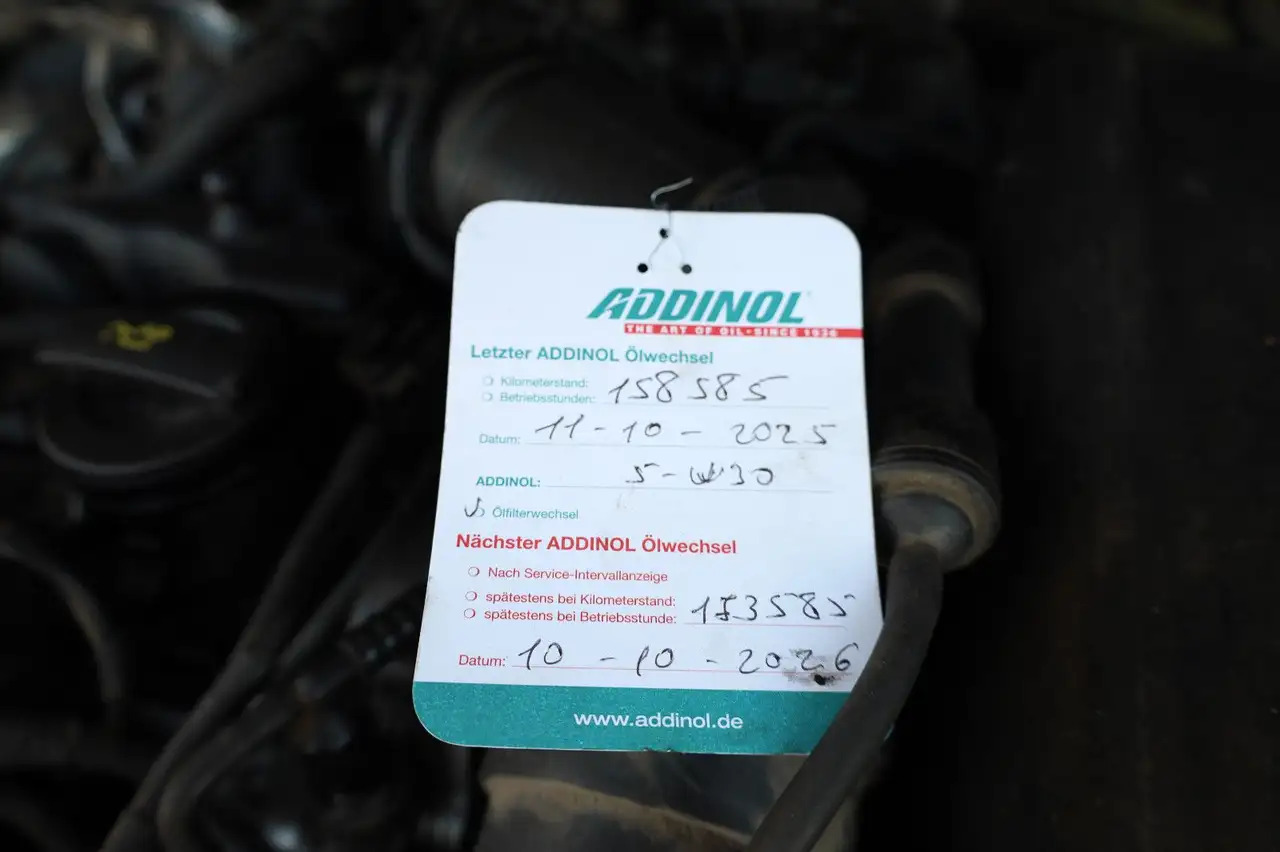 ADDINOL
THE ART OF OIL - SINCE 1936
Letzter ADDINOL Ölwechsel
Kilometerstand:
Betriebsstunden: 158585
Datum: 11-10-2025
ADDINOL: 5-W30
Ölfilterwechsel
Nächster ADDINOL Ölwechsel
Nach Service-Intervallanzeige
spätestens bei Kilometerstand:
spätestens bei Betriebsstunde: 173585
Datum: 10-10-2026
www.addinol.de